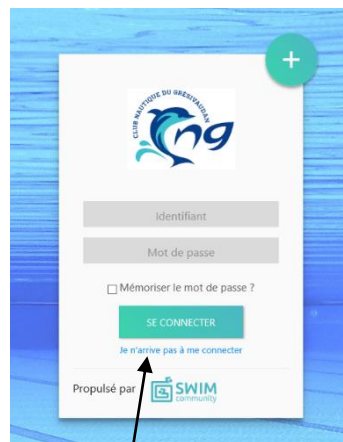 +
CLUB NAUTIQUE DU GRÉSIVAUDAN
cng
Identifiant
Mot de passe
Mémoriser le mot de passe ?
SE CONNECTER
Je n'arrive pas à me connecter
Propulsé par SWIM
community